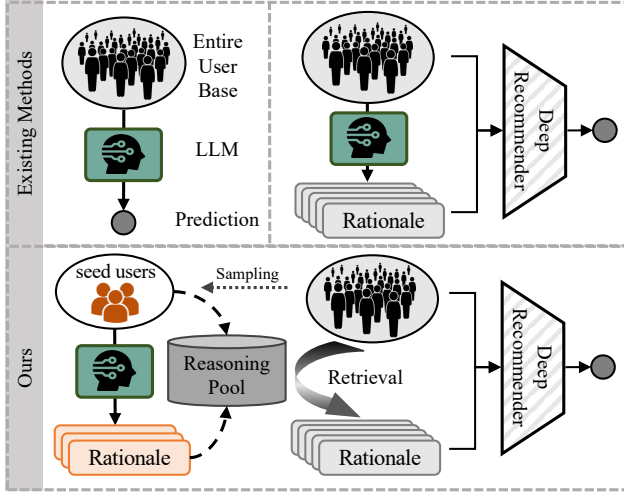 Existing Methods
Entire
User
Base
LLM
Prediction
Rationale
Deep
Recommender
Ours
seed users
Sampling
Reasoning
Pool
Retrieval
Rationale
Rationale
Deep
Recommender